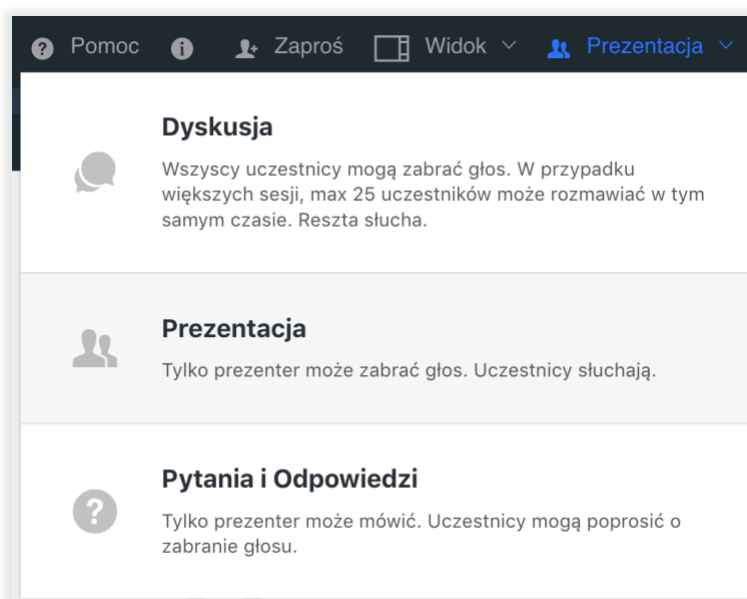 Pomoc Zaproś Widok Prezentacja
Dyskusja
Wszyscy uczestnicy mogą zabrać głos. W przypadku
większych sesji, max 25 uczestników może rozmawiać w tym
samym czasie. Reszta słucha.
Prezentacja
Tylko prezenter może zabrać głos. Uczestnicy słuchają.
Pytania i Odpowiedzi
Tylko prezenter może mówić. Uczestnicy mogą poprosić o
zabranie głosu.